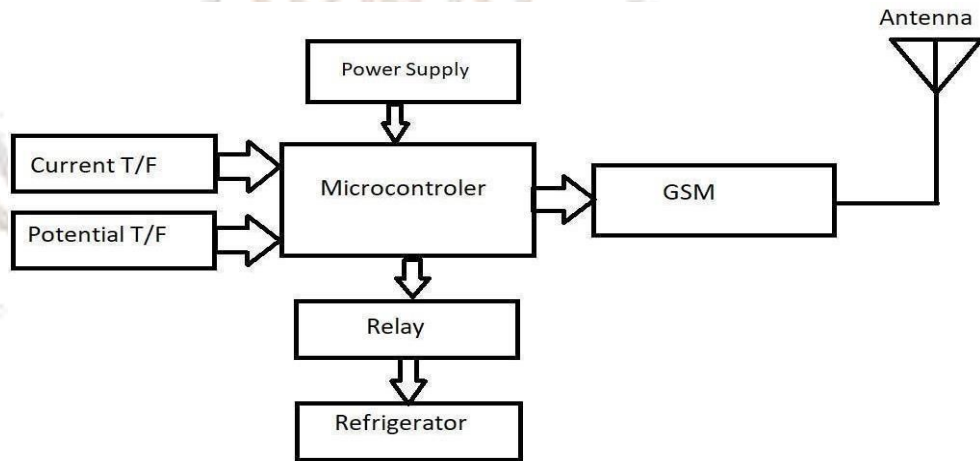 Antenna
Power Supply
Current T/F
Microcontroler
GSM
Potential T/F
Relay
Refrigerator